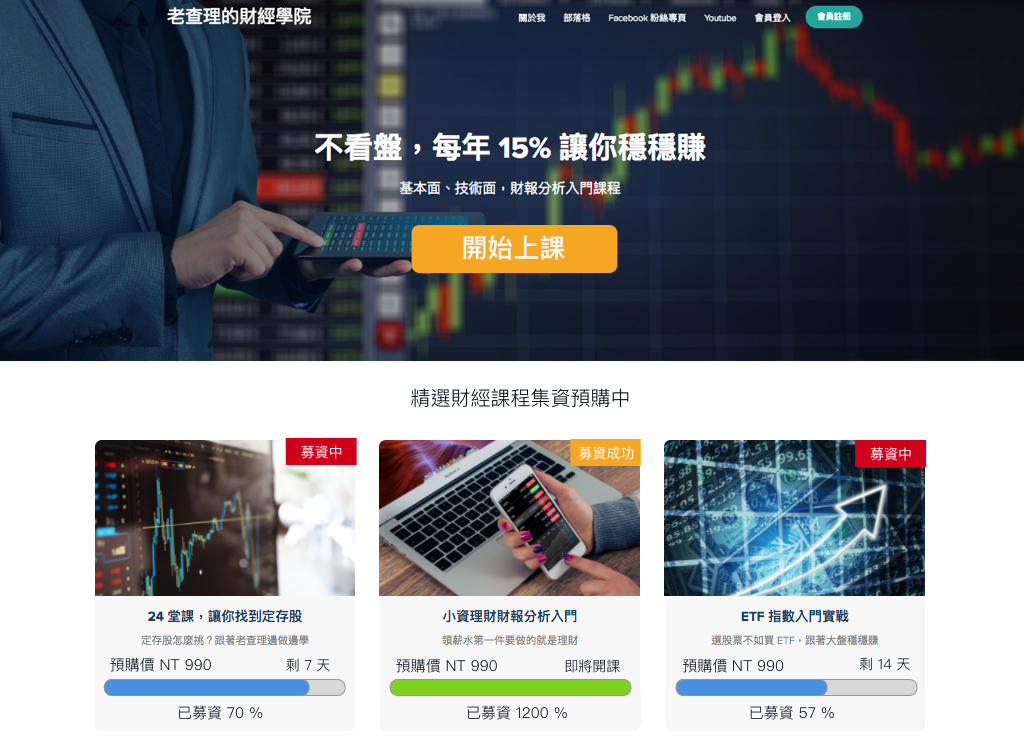 老查理的財經學院
關於我 部落格 Facebook 粉絲專頁 Youtube 會員登入 會員註冊
不看盤，每年 15% 讓你穩穩賺
基本面、技術面，財報分析入門課程
開始上課
精選財經課程集資預購中
募資中
24 堂課，讓你找到定存股
定存股怎麼挑？跟著老查理邊做邊學
預購價 NT 990 剩 7 天
已募資 70 %
募資成功
小資理財財報分析入門
領薪水第一件要做的就是理財
預購價 NT 990 即將開課
已募資 1200 %
募資中
ETF 指數入門實戰
選股票不如買 ETF，跟著大盤穩穩賺
預購價 NT 990 剩 14 天
已募資 57 %